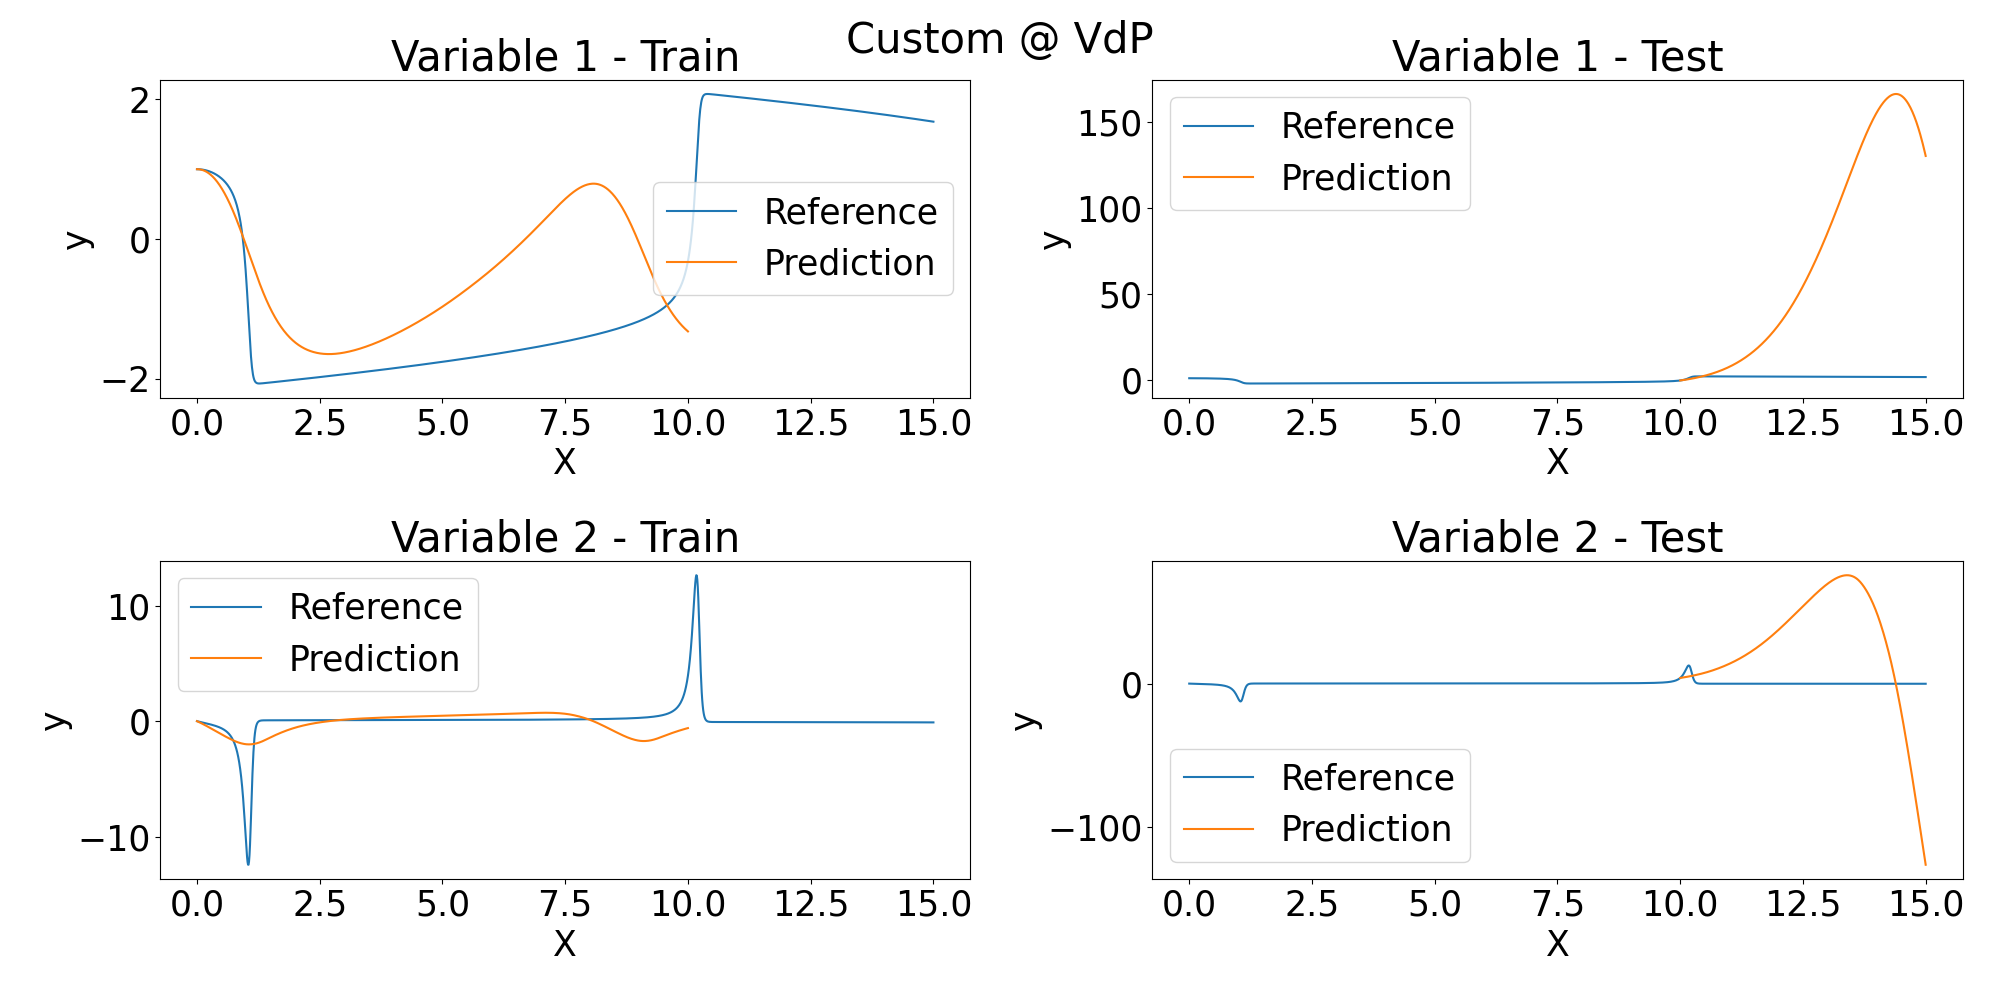 Custom @ VdP
Variable 1 - Train
2
0
−2
y
Reference
Prediction
0.0 2.5 5.0 7.5 10.0 12.5 15.0
X
Variable 1 - Test
150
100
50
0
y
Reference
Prediction
0.0 2.5 5.0 7.5 10.0 12.5 15.0
X
Variable 2 - Train
10
0
−10
y
Reference
Prediction
0.0 2.5 5.0 7.5 10.0 12.5 15.0
X
Variable 2 - Test
0
−100
y
Reference
Prediction
0.0 2.5 5.0 7.5 10.0 12.5 15.0
X